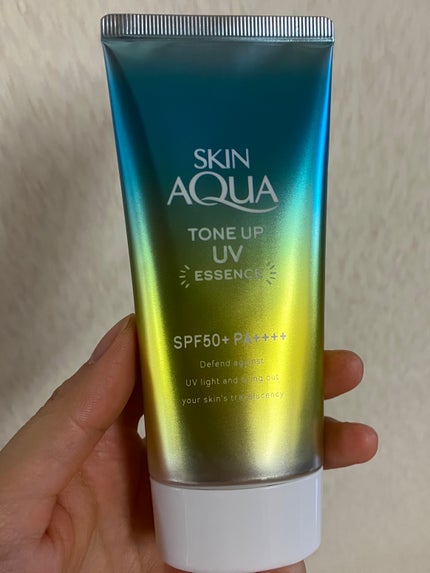 SKIN
AQUA
TONE UP
UV
ESSENCE
SPF50+ PA++++
Defend against
UV light and bring out
your skin's translucency